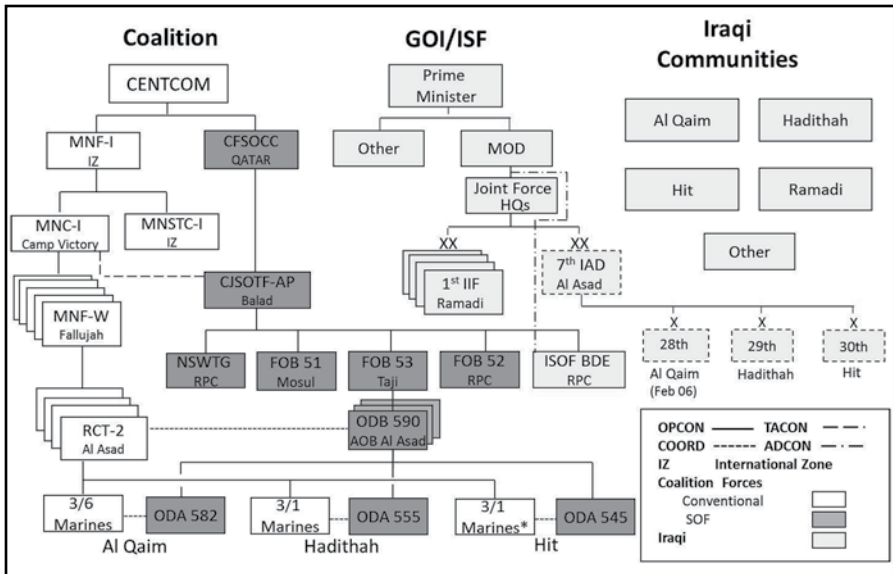 Coalition
GOI/ISF
Iraqi
Communities
CENTCOM
Prime
Minister
MNF-I
IZ
CFSOCC
QATAR
Other
MOD
Al Qaim
Hadithah
Joint Force
HQs
Hit
Ramadi
MNC-I
Camp Victory
MNSTC-I
IZ
Other
XX
1st IIF
Ramadi
XX
7th IAD
Al Asad
CJSOTF-AP
Balad
MNF-W
Fallujah
X
28th
Al Qaim
(Feb 06)
X
29th
Hadithah
X
30th
Hit
NSWTG
RPC
FOB 51
Mosul
FOB 53
Taji
FOB 52
RPC
ISOF BDE
RPC
RCT-2
Al Asad
ODB 590
AOB Al Asad
3/6
Marines
ODA 582
Al Qaim
3/1
Marines
ODA 555
Hadithah
3/1
Marines*
ODA 545
Hit
OPCON TACON
COORD ADCON
IZ International Zone
Coalition Forces
Conventional
SOF
Iraqi